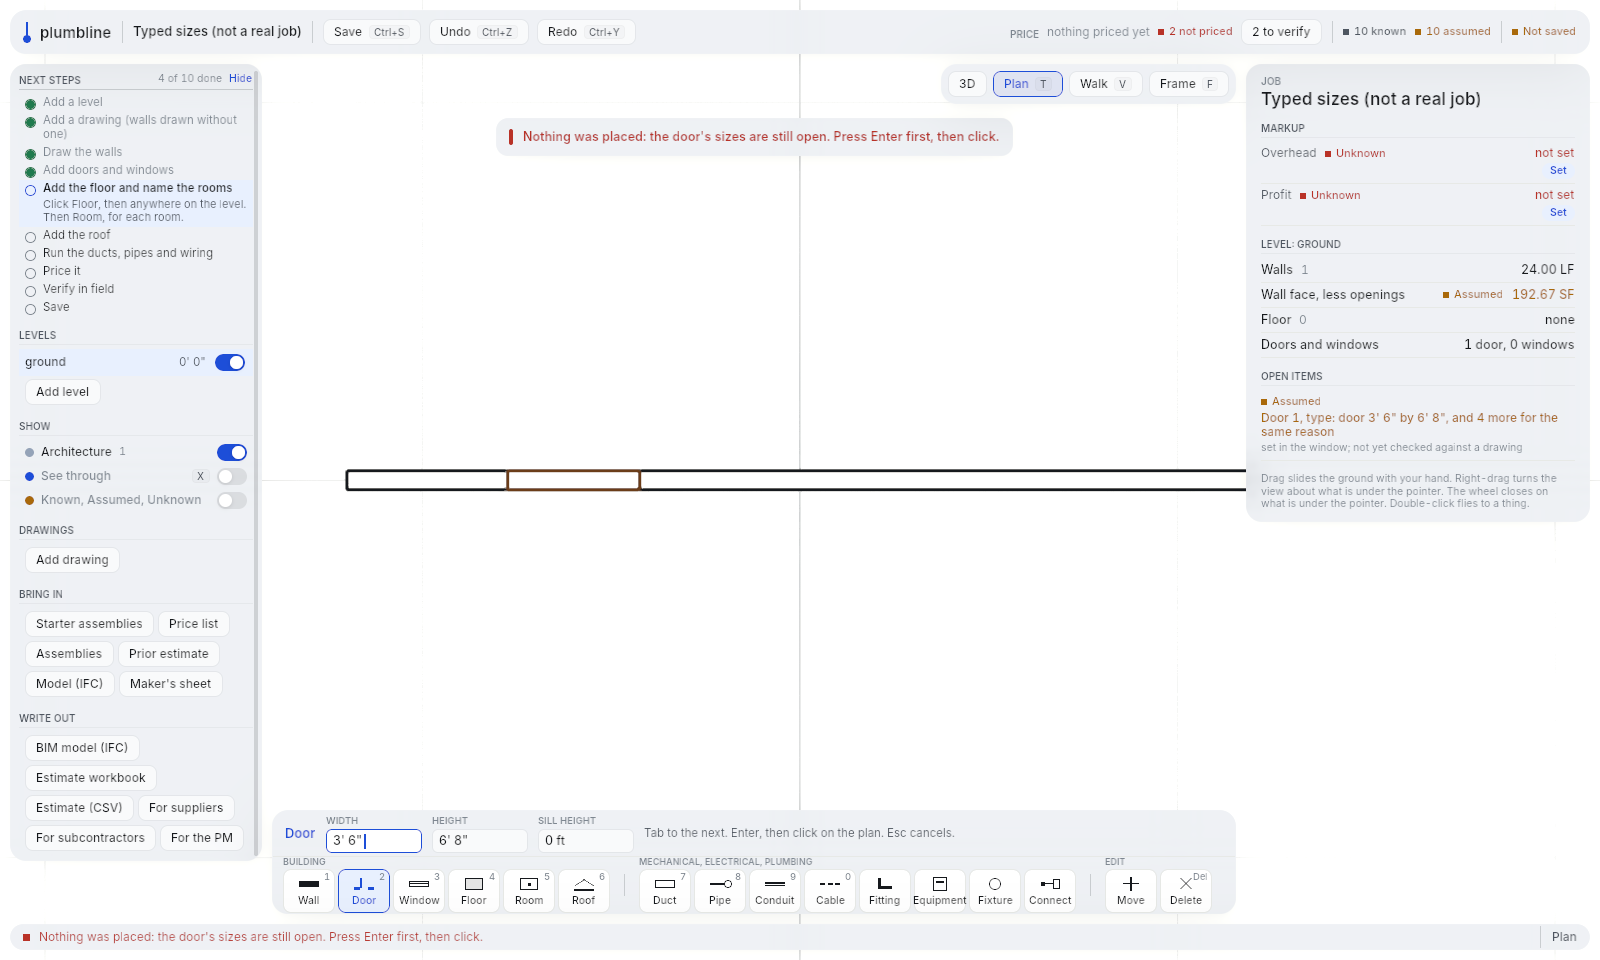 plumbline
Typed sizes (not a real job)
Save Ctrl+S
Undo Ctrl+Z
Redo Ctrl+Y
PRICE nothing priced yet 2 not priced
2 to verify
10 known 10 assumed
Not saved
NEXT STEPS 4 of 10 done Hide
Add a level
Add a drawing (walls drawn without
one)
Draw the walls
Add doors and windows
Add the floor and name the rooms
Click Floor, then anywhere on the level.
Then Room, for each room.
Add the roof
Run the ducts, pipes and wiring
Price it
Verify in field
Save
LEVELS
ground 0' 0"
Add level
SHOW
Architecture 1
See through X
Known, Assumed, Unknown
DRAWINGS
Add drawing
BRING IN
Starter assemblies Price list
Assemblies Prior estimate
Model (IFC) Maker's sheet
WRITE OUT
BIM model (IFC)
Estimate workbook
Estimate (CSV) For suppliers
For subcontractors For the PM
3D Plan T Walk V Frame F
Nothing was placed: the door's sizes are still open. Press Enter first, then click.
JOB
Typed sizes (not a real job)
MARKUP
Overhead Unknown not set
Set
Profit Unknown not set
Set
LEVEL: GROUND
Walls 1 24.00 LF
Wall face, less openings Assumed 192.67 SF
Floor 0 none
Doors and windows 1 door, 0 windows
OPEN ITEMS
Assumed
Door 1, type: door 3' 6" by 6' 8", and 4 more for the
same reason
set in the window; not yet checked against a drawing
Drag slides the ground with your hand. Right-drag turns the
view about what is under the pointer. The wheel closes on
what is under the pointer. Double-click flies to a thing.
WIDTH HEIGHT SILL HEIGHT
Door 3' 6" 6' 8" 0 ft Tab to the next. Enter, then click on the plan. Esc cancels.
BUILDING MECHANICAL, ELECTRICAL, PLUMBING EDIT
1 2 3 4 5 6 7 8 9 0 Del
Wall Door Window Floor Room Roof Duct Pipe Conduit Cable Fitting Equipment Fixture Connect Move Delete
Nothing was placed: the door's sizes are still open. Press Enter first, then click.
Plan